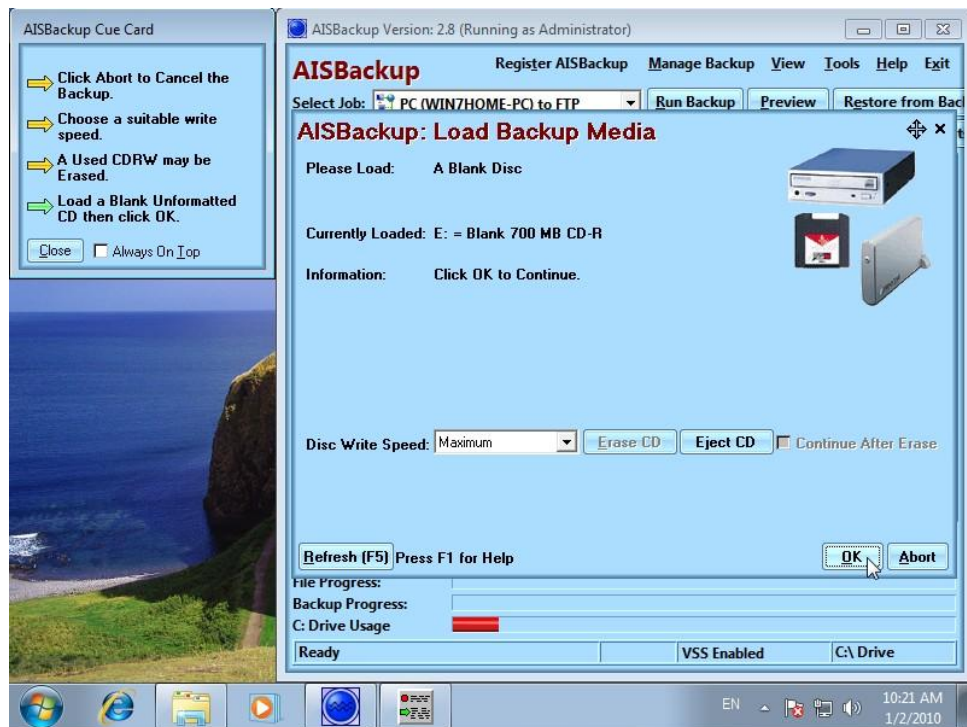 AISBackup Cue Card
Click Abort to Cancel the
Backup.
Choose a suitable write
speed.
A Used CDRW may be
Erased.
Load a Blank Unformatted
CD then click OK.
Close Always On Top
AISBackup Version: 2.8 (Running as Administrator)
AISBackup Register AISBackup Manage Backup View Tools Help Exit
Select Job: PC (WIN7HOME-PC) to FTP Run Backup Preview Restore from Bac
AISBackup: Load Backup Media
Please Load: A Blank Disc
Currently Loaded: E: = Blank 700 MB CD-R
Information: Click OK to Continue.
Disc Write Speed: Maximum Erase CD Eject CD Continue After Erase
Refresh (F5) Press F1 for Help OK Abort
File Progress:
Backup Progress:
C: Drive Usage
Ready VSS Enabled C:\ Drive
EN 10:21 AM
1/2/2010